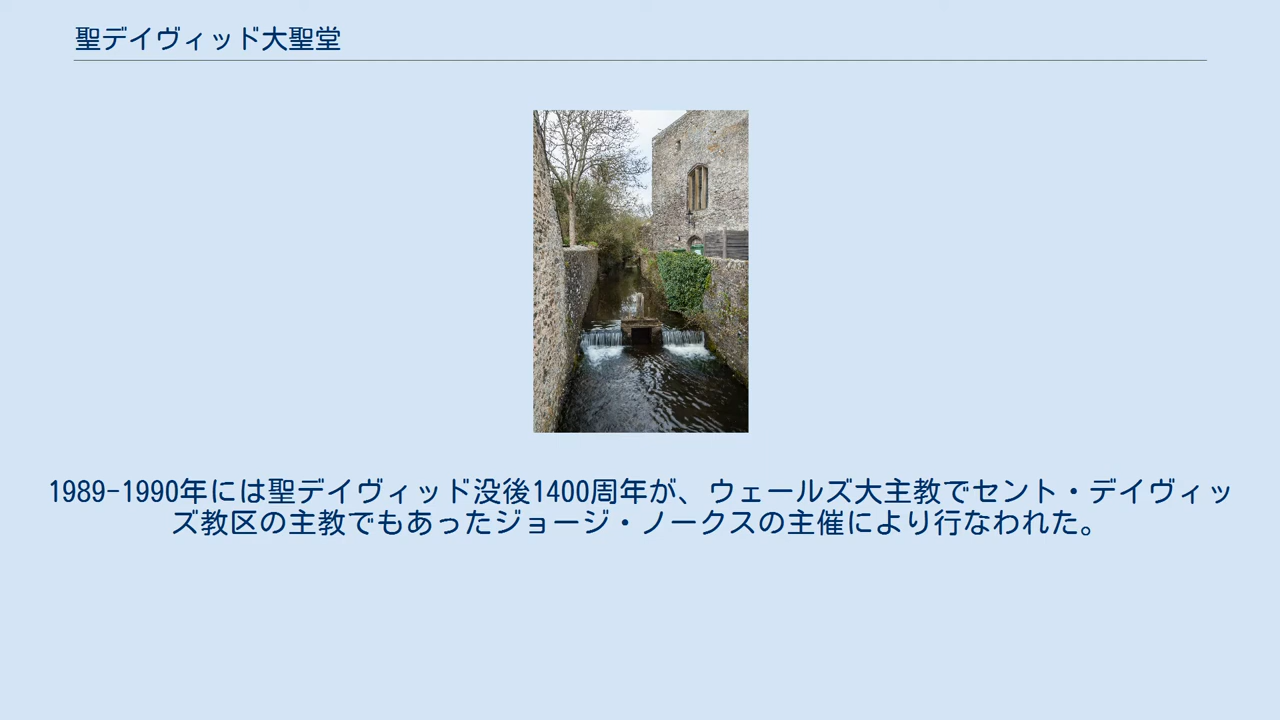 聖デイヴィッド大聖堂
1989-1990年には聖デイヴィッド没後1400周年が、ウェールズ大主教でセント・デイヴィッ
ズ教区の主教でもあったジョージ・ノークスの主催により行なわれた。